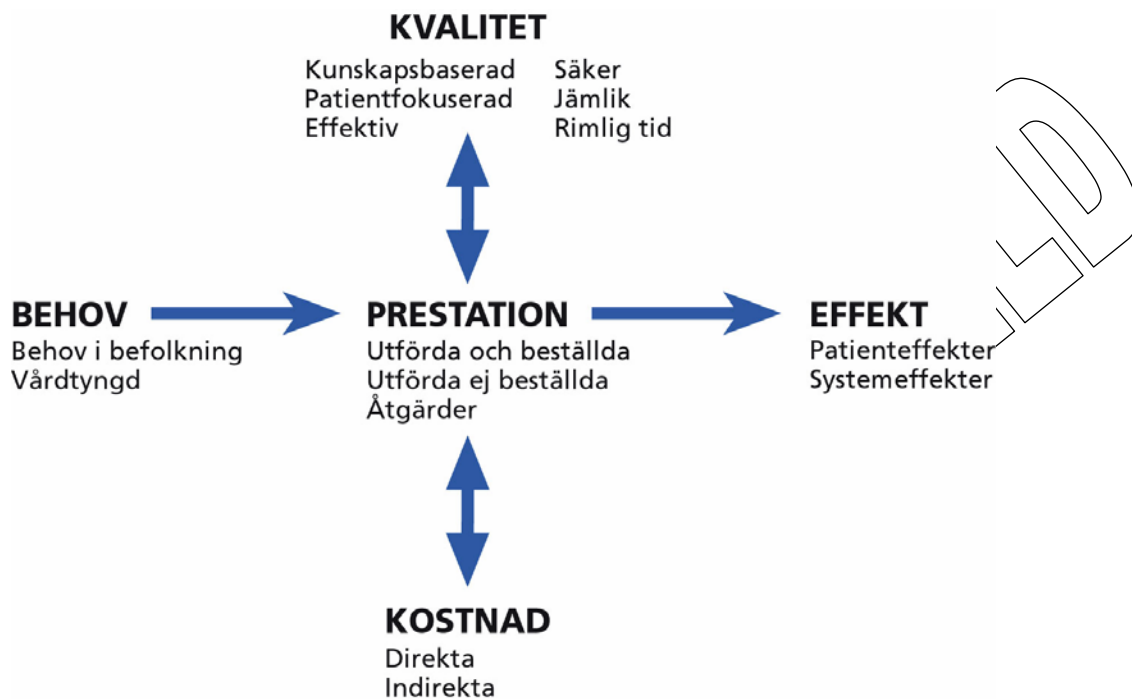 KVALITET
Kunskapsbaserad Säker
Patientfokuserad Jämlik
Effektiv Rimlig tid
BEHOV
Behov i befolkning
Vårdtyngd
PRESTATION
Utförda och beställda
Utförda ej beställda
Åtgärder
EFFEKT
Patienteffekter
Systemeffekter
KOSTNAD
Direkta
Indirekta